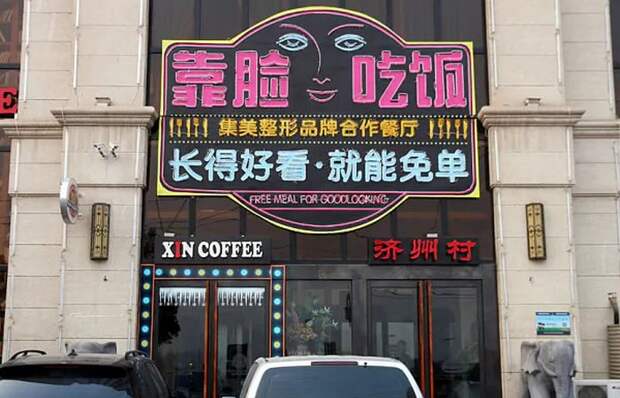 靠脸吃饭
集美整形品牌合作餐厅
长得好看·就能免单
FREE MEAL FOR GOODLOOKING
XIN COFFEE
济州村